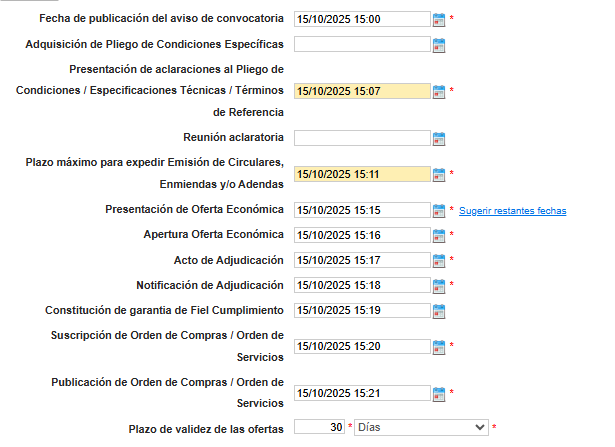 Fecha de publicación del aviso de convocatoria 15/10/2025 15:00 *
Adquisición de Pliego de Condiciones Específicas *
Presentación de aclaraciones al Pliego de
Condiciones / Especificaciones Técnicas / Términos 15/10/2025 15:07 *
de Referencia
Reunión aclaratoria
Plazo máximo para expedir Emisión de Circulares,
15/10/2025 15:11 *
Enmiendas y/o Adendas
Presentación de Oferta Económica 15/10/2025 15:15 * Sugerir restantes fechas
Apertura Oferta Económica 15/10/2025 15:16 *
Acto de Adjudicación 15/10/2025 15:17 *
Notificación de Adjudicación 15/10/2025 15:18 *
Constitución de garantia de Fiel Cumplimiento 15/10/2025 15:19
Suscripción de Orden de Compras / Orden de
15/10/2025 15:20 *
Servicios
Publicación de Orden de Compras / Orden de
15/10/2025 15:21 *
Servicios
Plazo de validez de las ofertas 30 * Días *